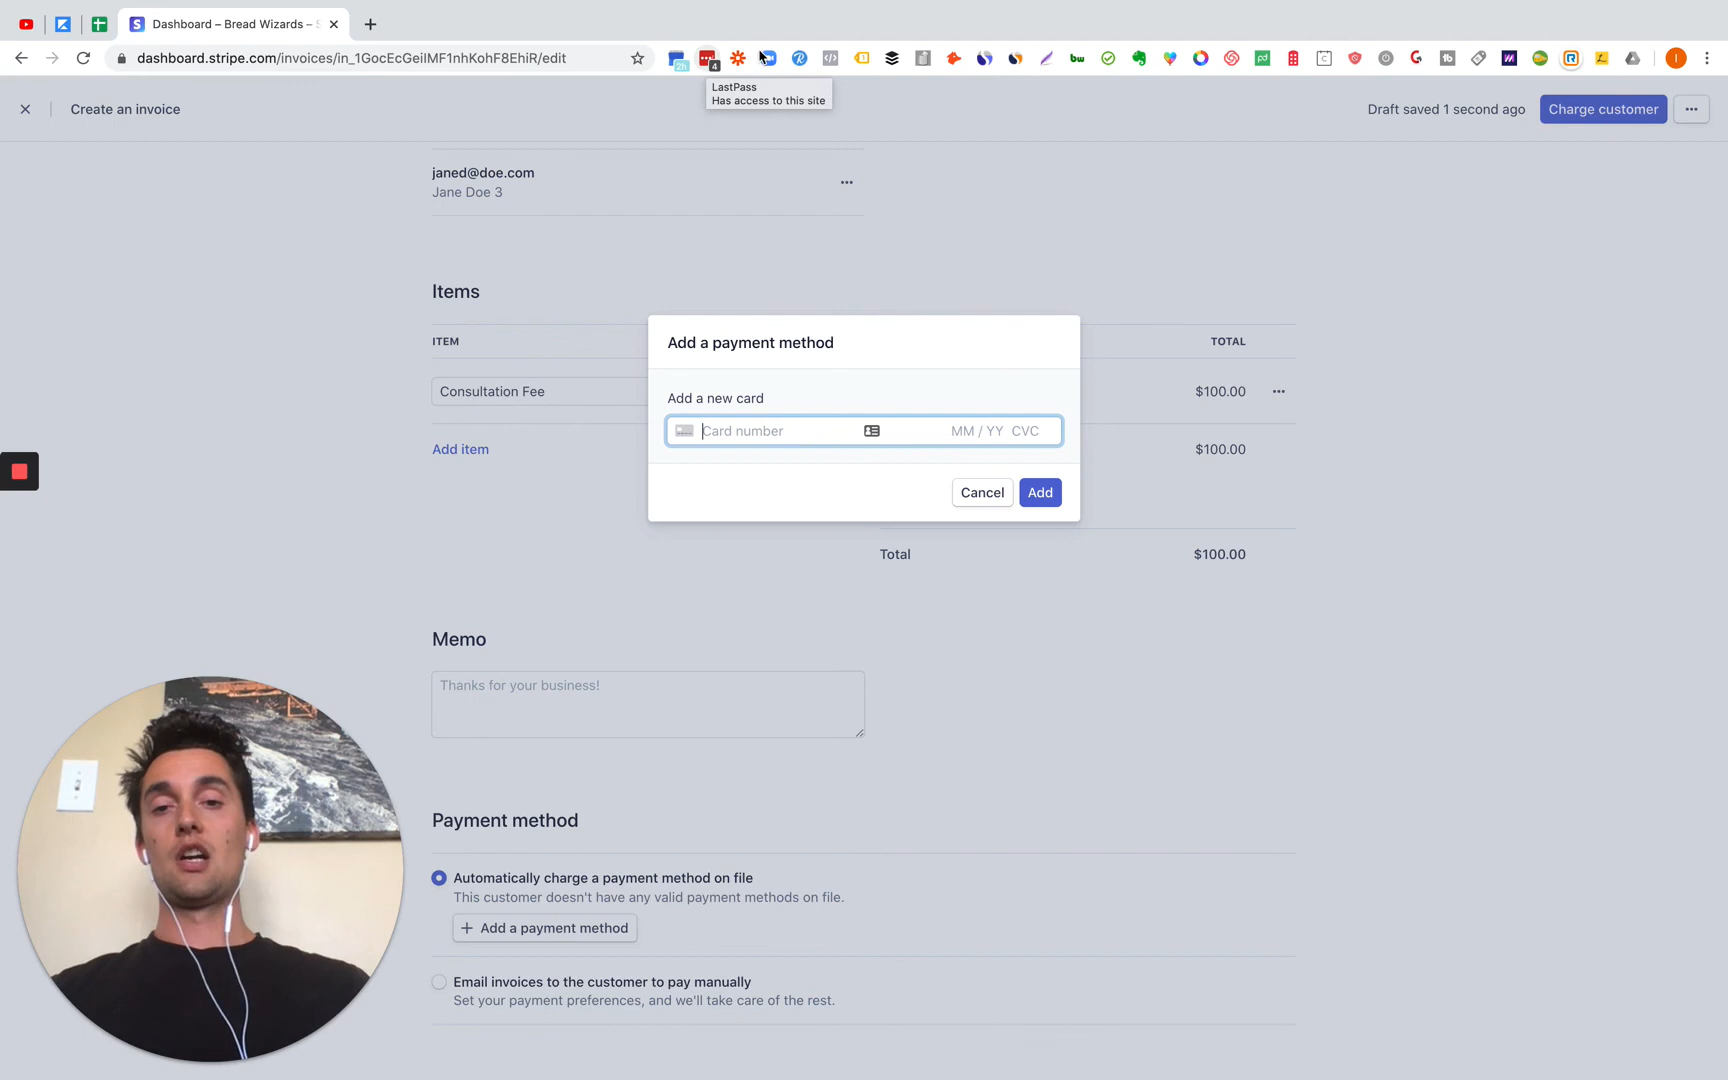 Dashboard – Bread Wizards – S
dashboard.stripe.com/invoices/in_1GocEcGeilMF1nhKohF8EhiR/edit
2h
4
LastPass
Has access to this site
Create an invoice
Draft saved 1 second ago
Charge customer
janed@doe.com
Jane Doe 3
Items
ITEM
TOTAL
Consultation Fee
$100.00
Add item
$100.00
Total
$100.00
Add a payment method
Add a new card
Card number
MM / YY CVC
Cancel
Add
Memo
Thanks for your business!
Payment method
Automatically charge a payment method on file
This customer doesn't have any valid payment methods on file.
+ Add a payment method
Email invoices to the customer to pay manually
Set your payment preferences, and we'll take care of the rest.